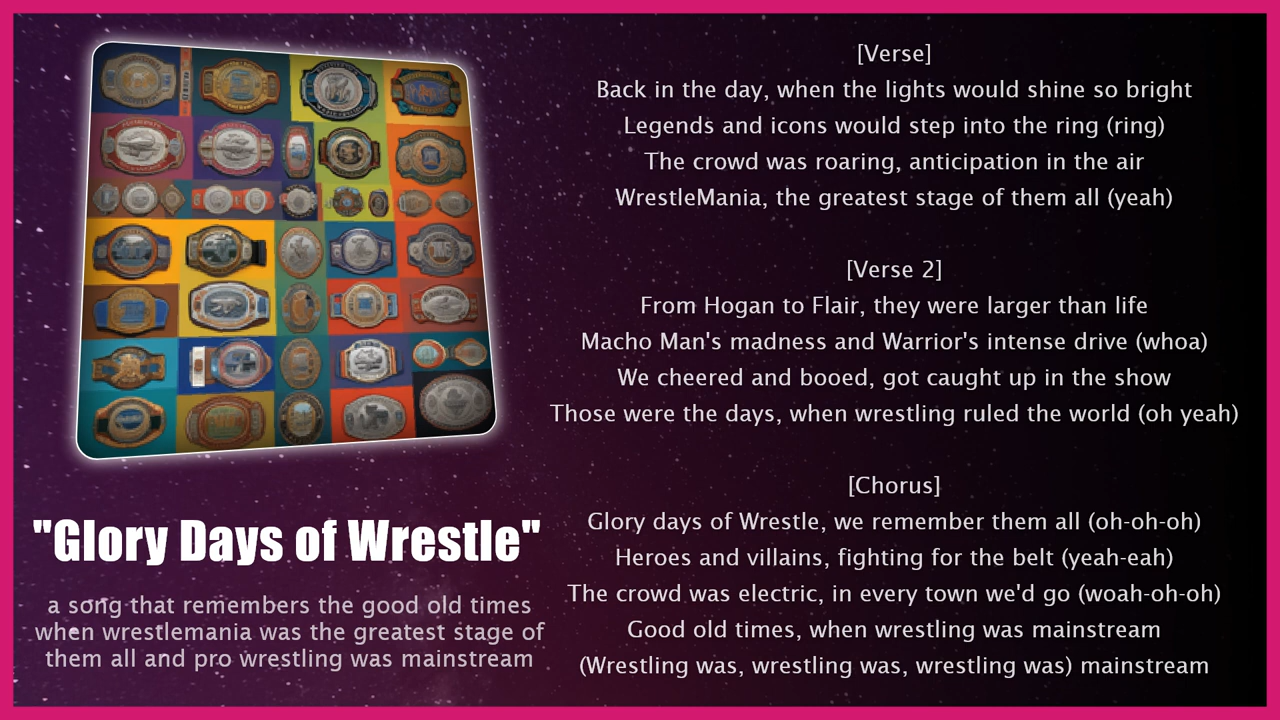 "Glory Days of Wrestle"
a song that remembers the good old times
when wrestlemania was the greatest stage of
them all and pro wrestling was mainstream
[Verse]
Back in the day, when the lights would shine so bright
Legends and icons would step into the ring (ring)
The crowd was roaring, anticipation in the air
WrestleMania, the greatest stage of them all (yeah)
[Verse 2]
From Hogan to Flair, they were larger than life
Macho Man's madness and Warrior's intense drive (whoa)
We cheered and booed, got caught up in the show
Those were the days, when wrestling ruled the world (oh yeah)
[Chorus]
Glory days of Wrestle, we remember them all (oh-oh-oh)
Heroes and villains, fighting for the belt (yeah-eah)
The crowd was electric, in every town we'd go (woah-oh-oh)
Good old times, when wrestling was mainstream
(Wrestling was, wrestling was, wrestling was) mainstream